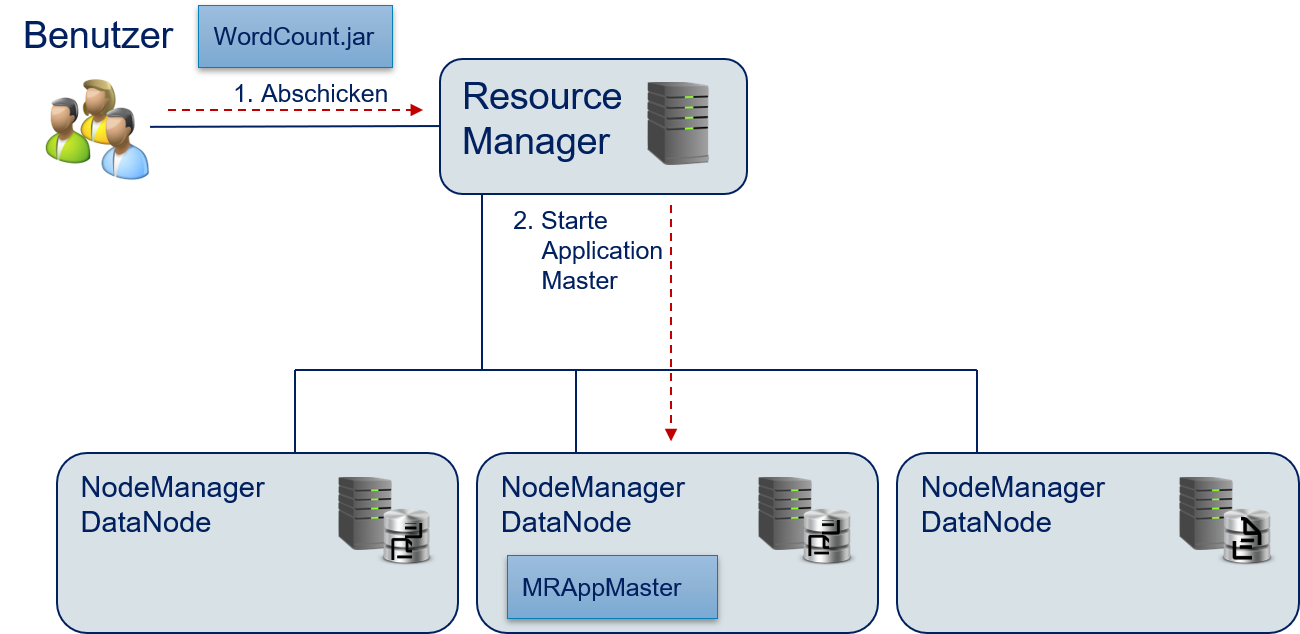 Benutzer
WordCount.jar
1. Abschicken
Resource
Manager
2. Starte
Application
Master
NodeManager
DataNode
NodeManager
DataNode
MRAppMaster
NodeManager
DataNode